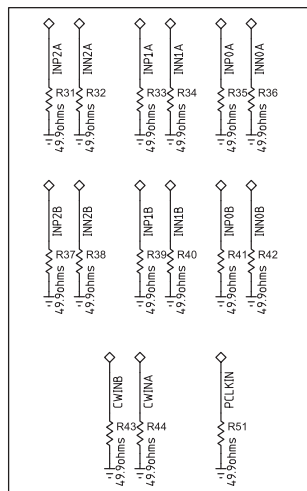 INP2A
R31
49.9ohms
INN2A
R32
49.9ohms
INP1A
R33
49.9ohms
INN1A
R34
49.9ohms
INP0A
R35
49.9ohms
INN0A
R36
49.9ohms
INP2B
R37
49.9ohms
INN2B
R38
49.9ohms
INP1B
R39
49.9ohms
INN1B
R40
49.9ohms
INP0B
R41
49.9ohms
INN0B
R42
49.9ohms
CWINB
R43
49.9ohms
CWINA
R44
49.9ohms
PCLKIN
R51
49.9ohms